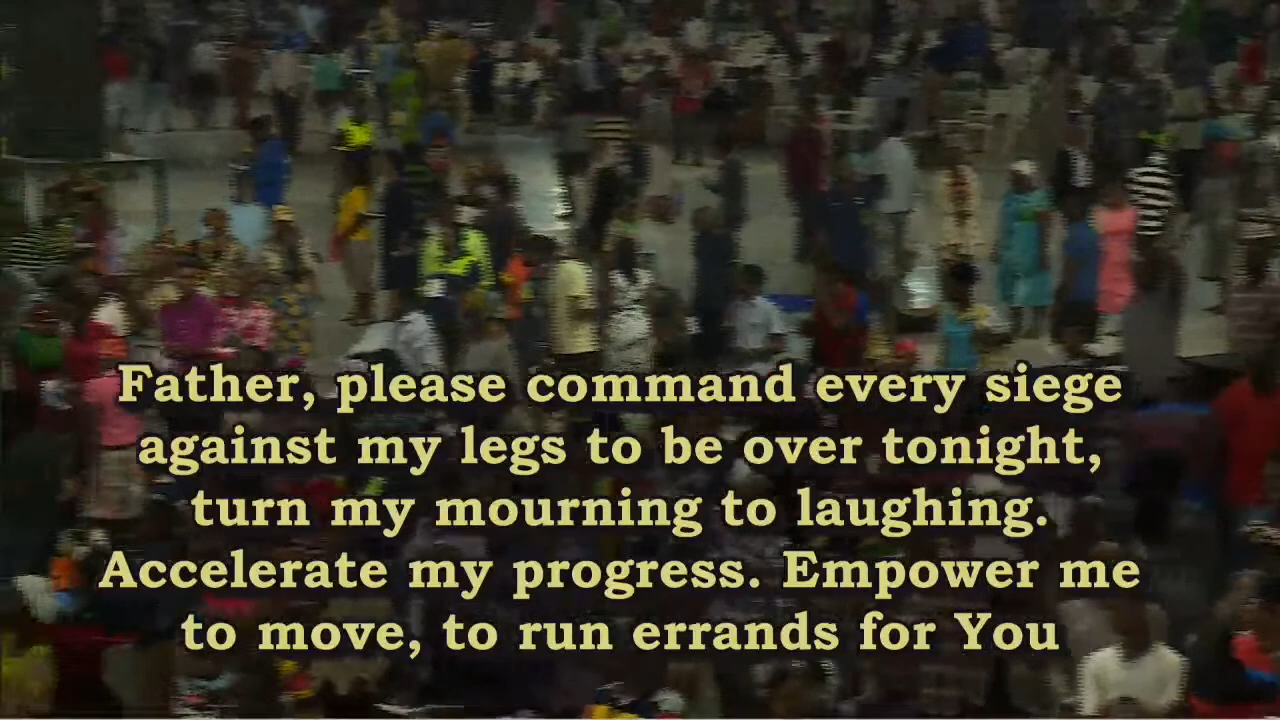 Father, please command every siege
against my legs to be over tonight,
turn my mourning to laughing.
Accelerate my progress. Empower me
to move, to run errands for You